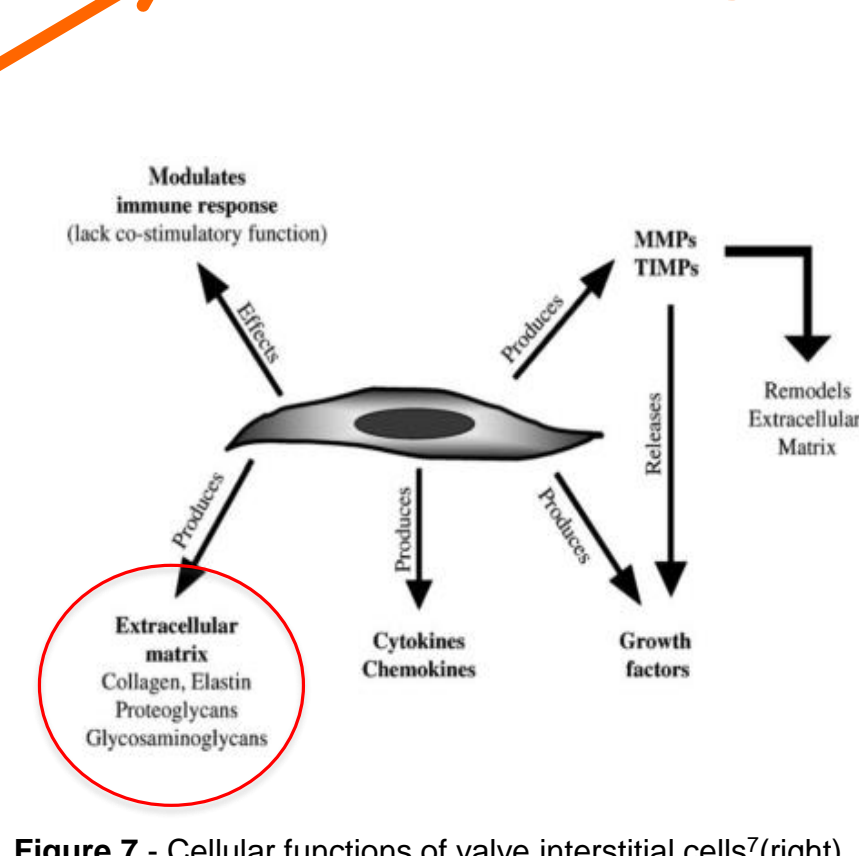 Modulates
immune response
(lack co-stimulatory function)
MMPs
TIMPs
Effects
Produces
Releases
Remodels
Extracellular
Matrix
Produces
Produces
Produces
Extracellular
matrix
Collagen, Elastin
Proteoglycans
Glycosaminoglycans
Cytokines
Chemokines
Growth
factors
Figure 7 - Cellular functions of valve interstitial cells⁷(right)